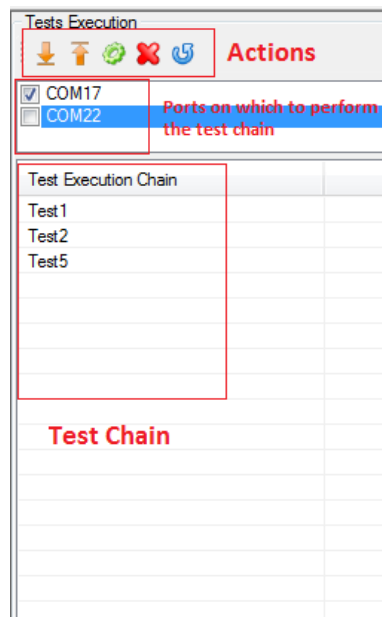 Tests Execution
Actions
COM17
COM22
Ports on which to perform
the test chain
Test Execution Chain
Test1
Test2
Test5
Test Chain